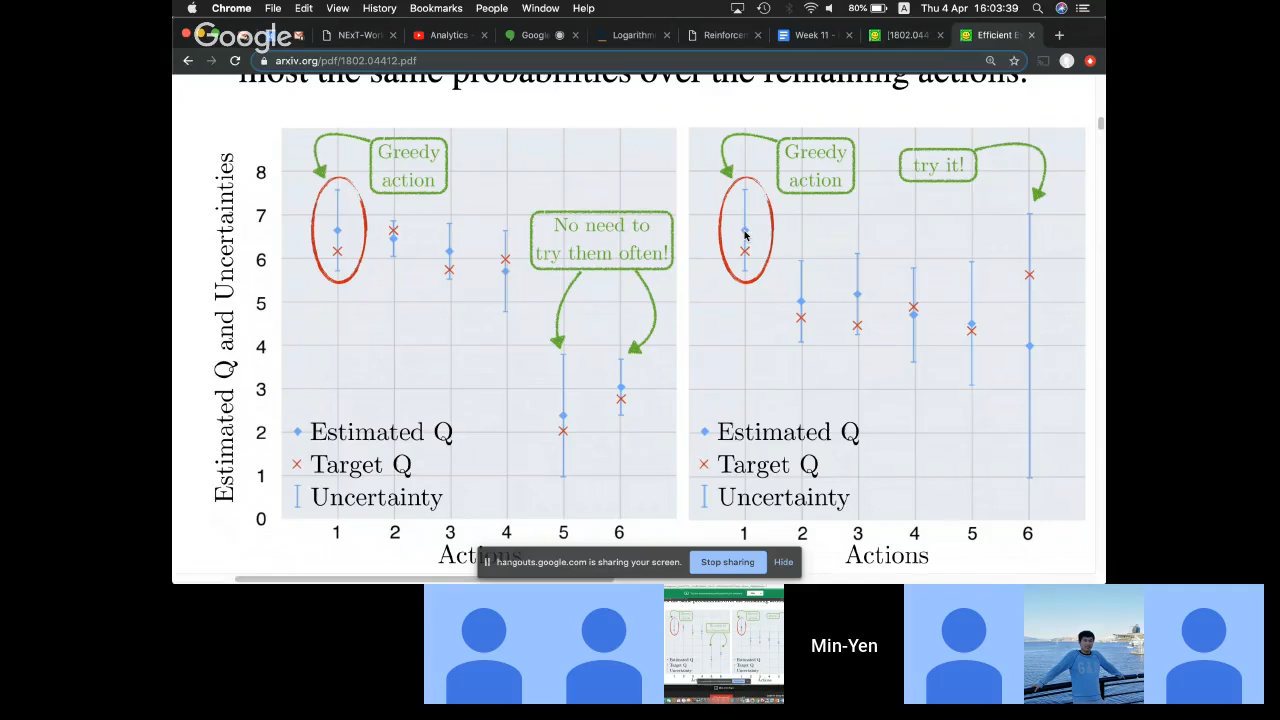 Chrome File Edit View History Bookmarks People Window Help 80% A Thu 4 Apr 16:03:39
Google
NExT-Work Analytics - Google Logarithm Reinforcem Week 11 - [1802.044 Efficient E
arxiv.org/pdf/1802.04412.pdf
most the same probabilities over the remaining actions.
Estimated Q and Uncertainties
8
7
6
5
4
3
2
1
0
Greedy
action
No need to
try them often!
Estimated Q
Target Q
Uncertainty
1 2 3 4 5 6
Actions
Greedy
action
try it!
Estimated Q
Target Q
Uncertainty
1 2 3 4 5 6
Actions
hangouts.google.com is sharing your screen. Stop sharing Hide
Min-Yen